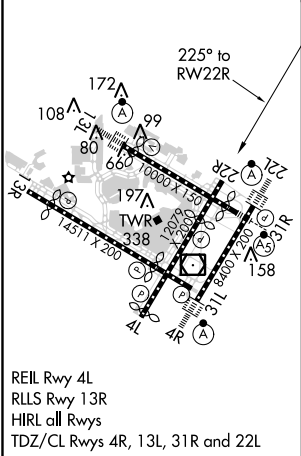 225° to
RW22R
172
A
108
99
13L
80
660
10000 X 150
22R
22L
A
13R
197
TWR
338
12079 X 200
31R
A5
158
14511 X 200
8400 X 200
P
P
P
P
P
4L
4R
31L
A
REIL Rwy 4L
RLLS Rwy 13R
HIRL all Rwys
TDZ/CL Rwys 4R, 13L, 31R and 22L